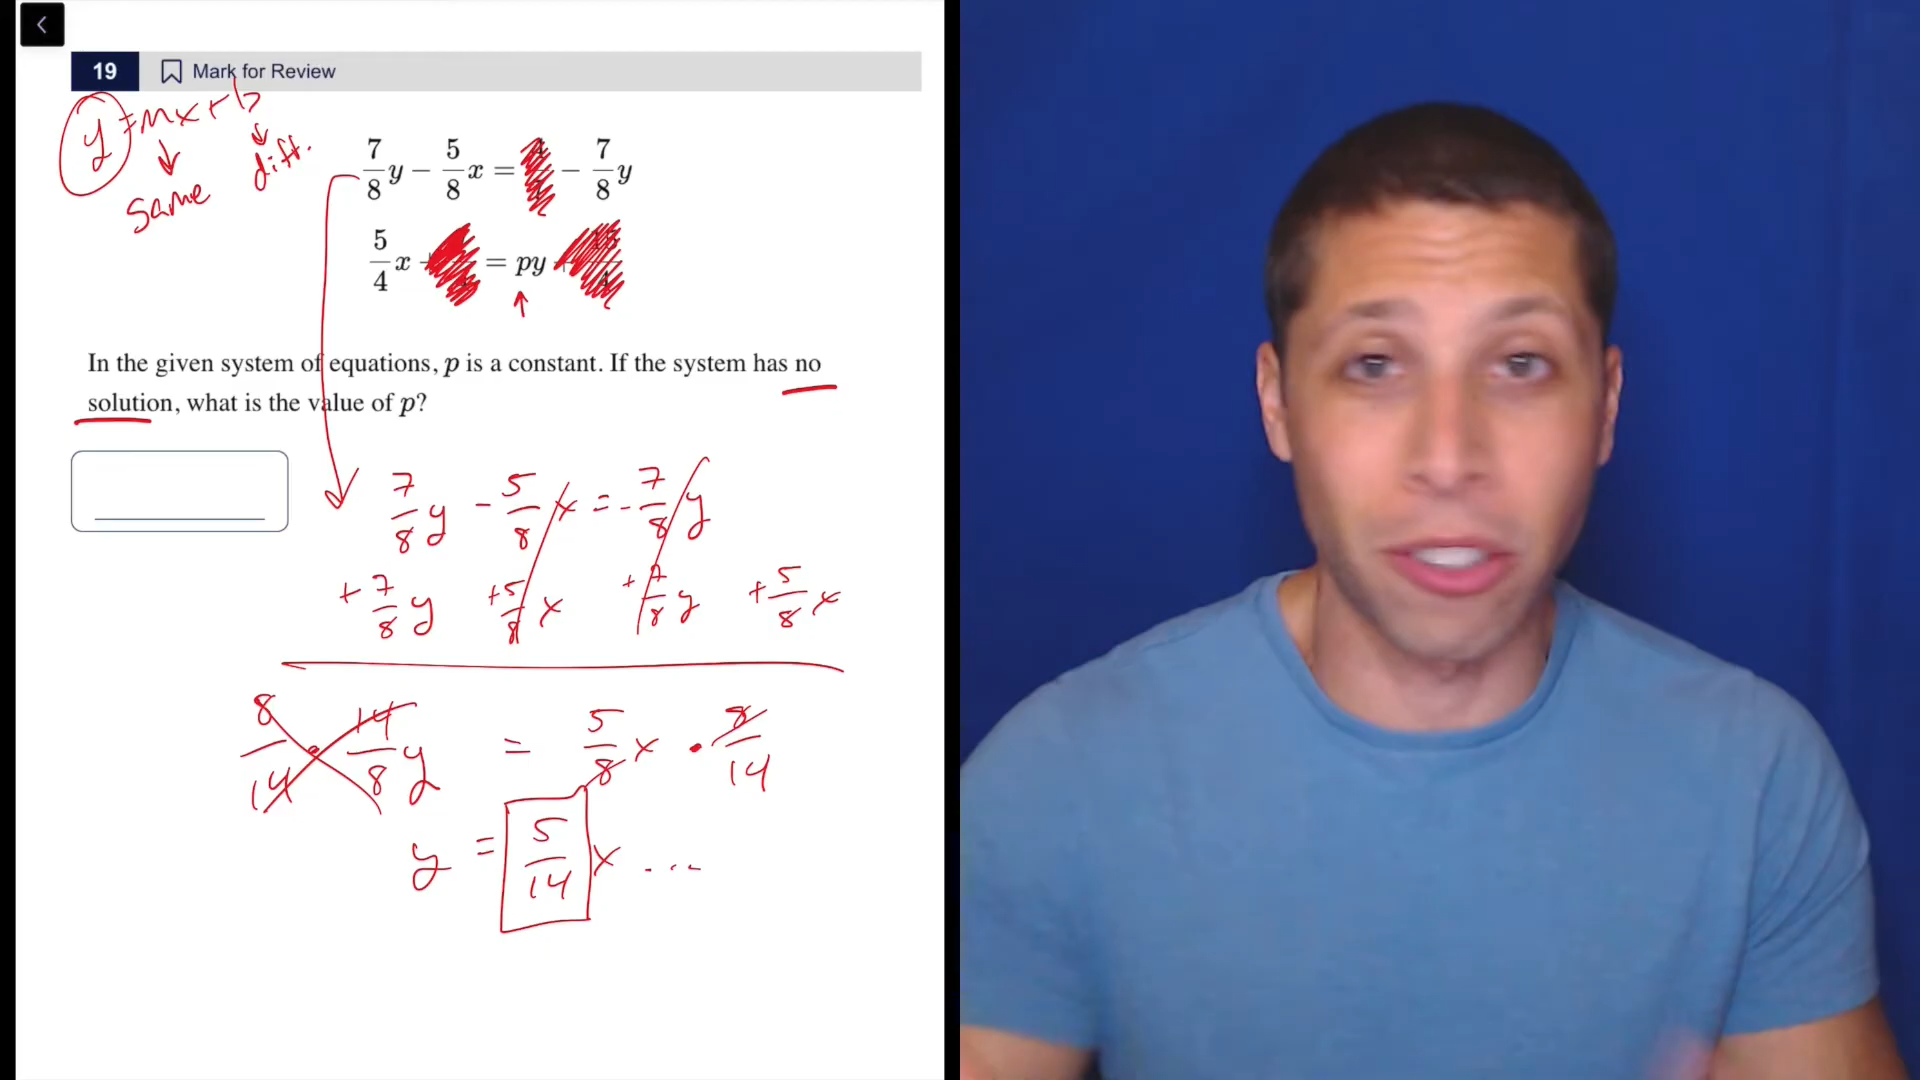 19 Mark for Review
y = mx + b
same diff.
7/8 y − 5/8 x = − 7/8 y
5/4 x = py
In the given system of equations, p is a constant. If the system has no
solution, what is the value of p?
7/8 y − 5/8 x = − 7/8 y
+ 7/8 y + 5/8 x + 7/8 y + 5/8 x
8/14 · 14/8 y = 5/8 x · 8/14
y = 5/14 x ...